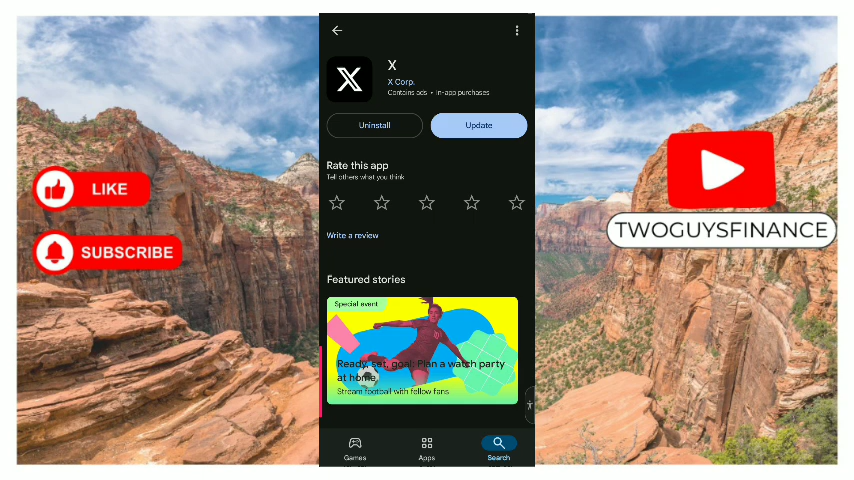 X
X Corp.
Contains ads • In-app purchases
Uninstall
Update
Rate this app
Tell others what you think
Write a review
Featured stories
Special event
Ready, set, goal: Plan a watch party
at home
Stream football with fellow fans
Games
Apps
Search
LIKE
SUBSCRIBE
TWOGUYSFINANCE